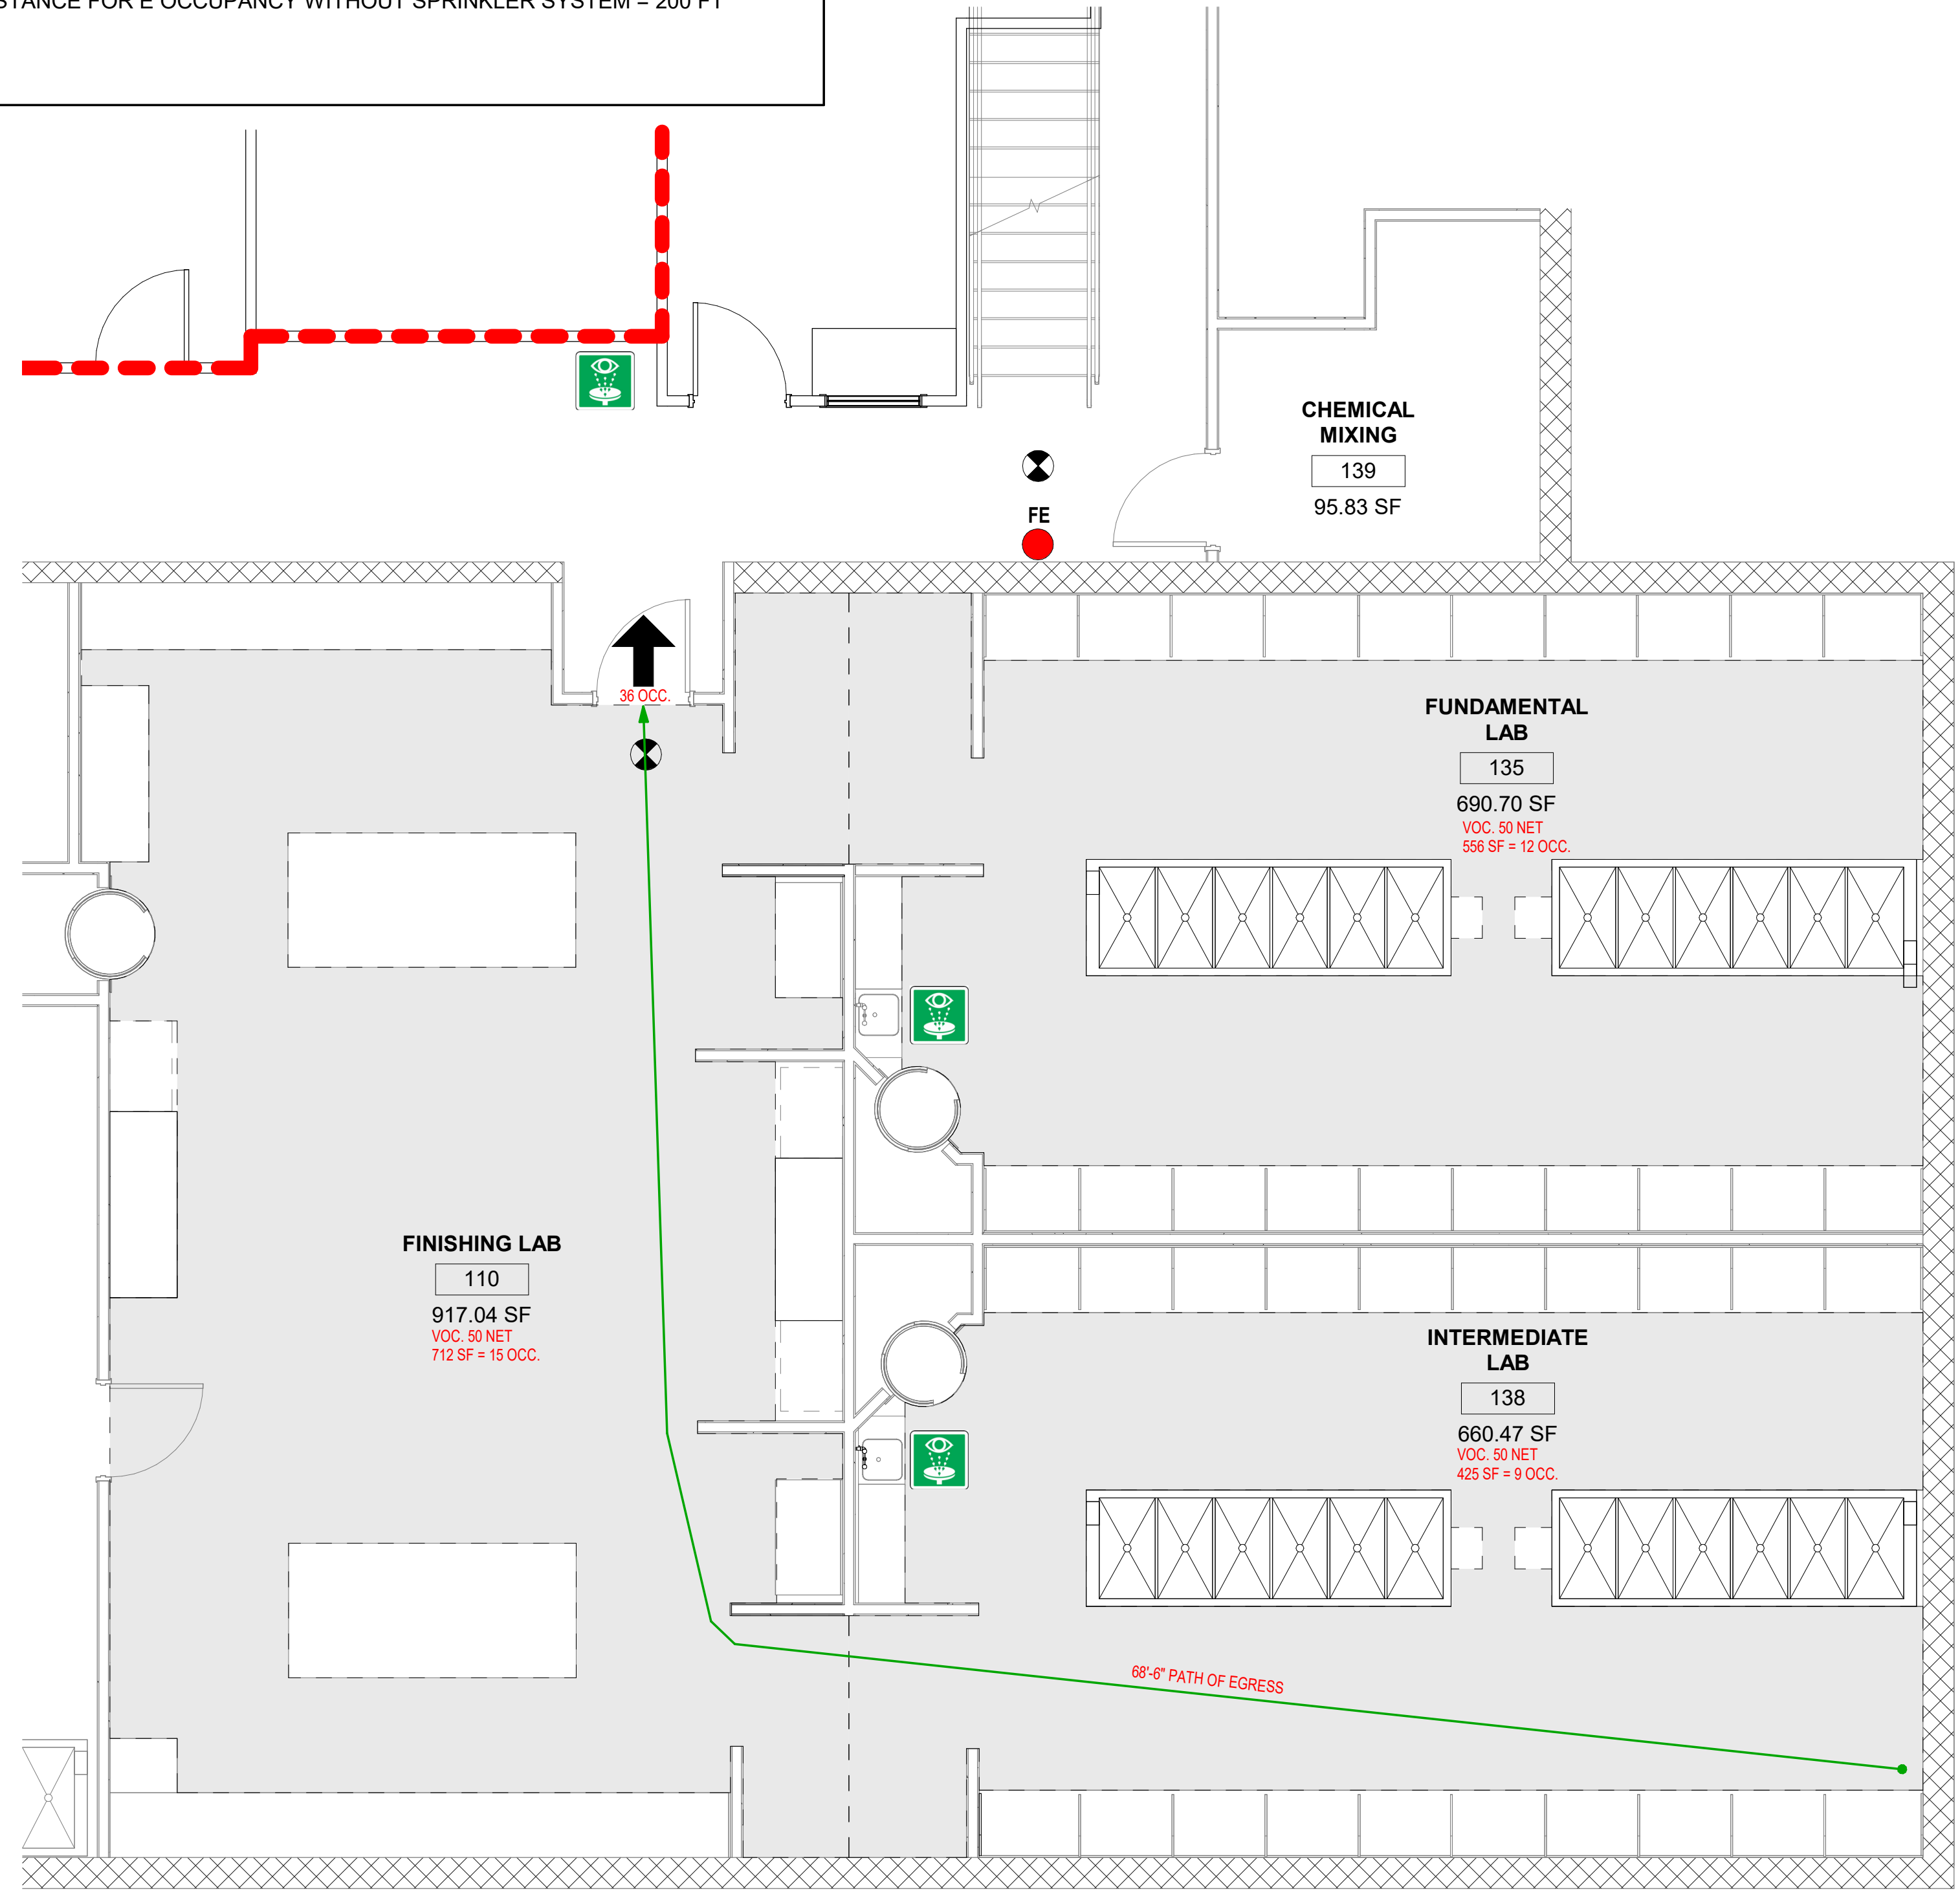 STANCE FOR E OCCUPANCY WITHOUT SPRINKLER SYSTEM = 200 FT
CHEMICAL
MIXING
139
95.83 SF
FE
36 OCC.
FUNDAMENTAL
LAB
135
690.70 SF
VOC. 50 NET
556 SF = 12 OCC.
FINISHING LAB
110
917.04 SF
VOC. 50 NET
712 SF = 15 OCC.
INTERMEDIATE
LAB
138
660.47 SF
VOC. 50 NET
425 SF = 9 OCC.
68'-6" PATH OF EGRESS